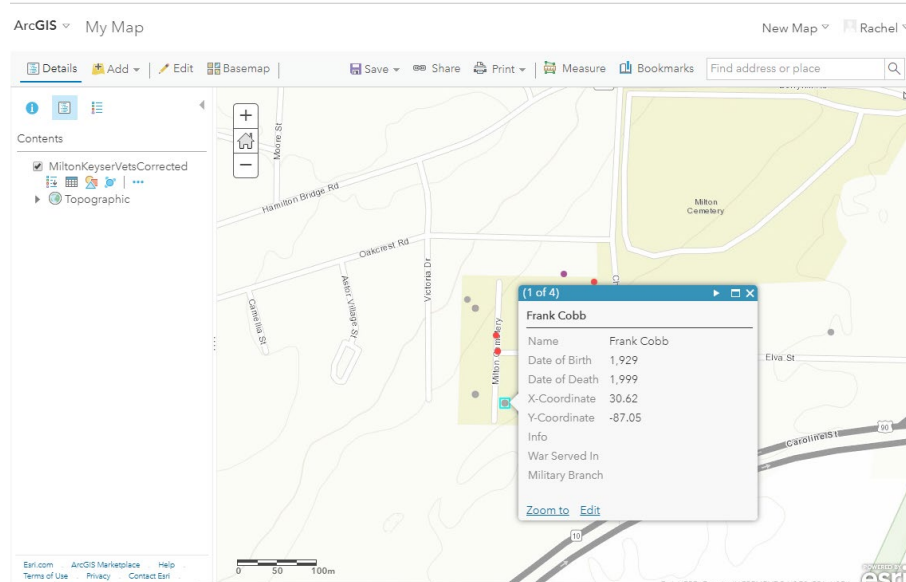 ArcGIS My Map New Map Rachel
Details Add Edit Basemap Save Share Print Measure Bookmarks Find address or place
Contents
MiltonKeyserVetsCorrected
Topographic
Moore St
Hamilton Bridge Rd
Milton Cemetery
Oakcrest Rd
Victoria Dr
Astor Village St
Camellia St
Milton Cemetery
Elva St
Caroline St
90
10
(1 of 4)
Frank Cobb
Name Frank Cobb
Date of Birth 1,929
Date of Death 1,999
X-Coordinate 30.62
Y-Coordinate -87.05
Info
War Served In
Military Branch
Zoom to Edit
0 50 100m
Esri.com ArcGIS Marketplace Help
Terms of Use Privacy Contact Esri
POWERED BY
esri